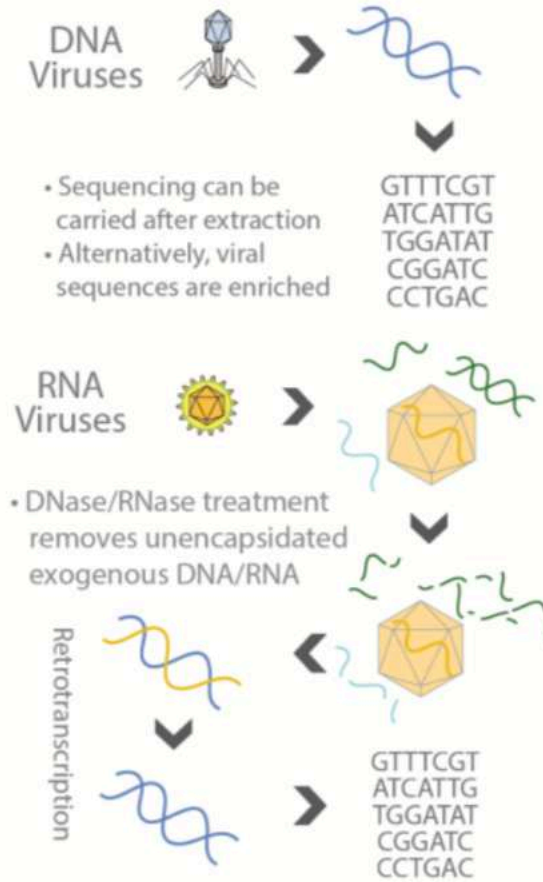 DNA
Viruses
• Sequencing can be
carried after extraction
• Alternatively, viral
sequences are enriched
GTTTCGT
ATCATTG
TGGATAT
CGGATC
CCTGAC
RNA
Viruses
• DNase/RNase treatment
removes unencapsidated
exogenous DNA/RNA
Retrotranscription
GTTTCGT
ATCATTG
TGGATAT
CGGATC
CCTGAC